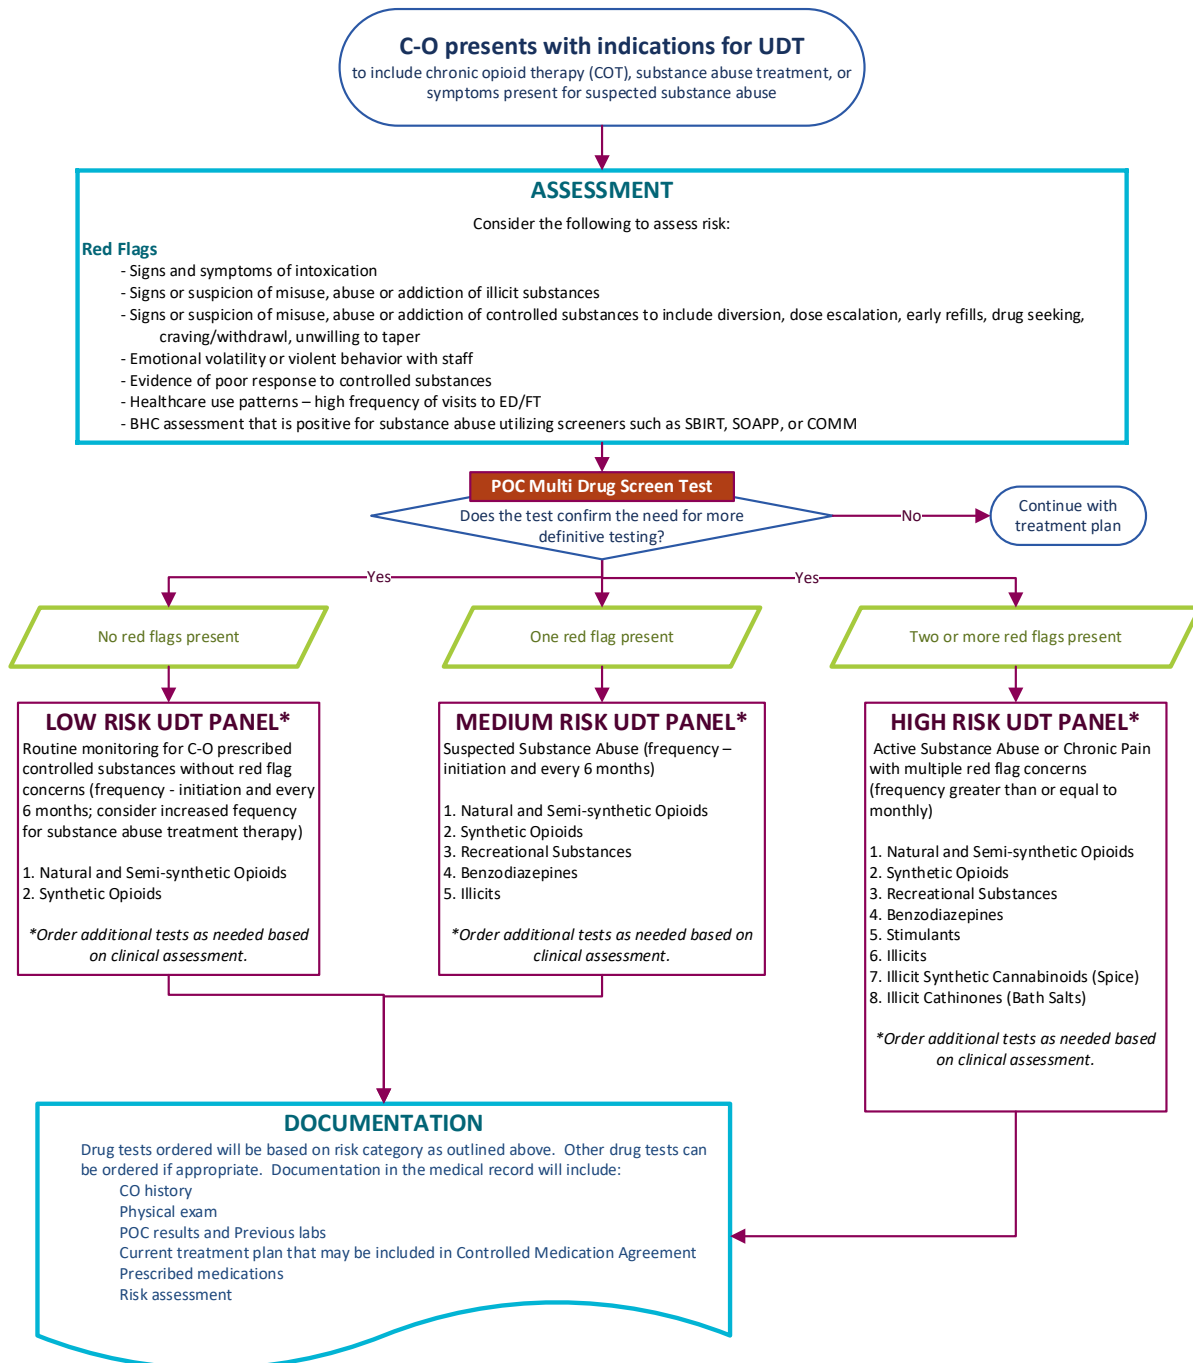 C-O presents with indications for UDT
to include chronic opioid therapy (COT), substance abuse treatment, or
symptoms present for suspected substance abuse
ASSESSMENT
Consider the following to assess risk:
Red Flags
- Signs and symptoms of intoxication
- Signs or suspicion of misuse, abuse or addiction of illicit substances
- Signs or suspicion of misuse, abuse or addiction of controlled substances to include diversion, dose escalation, early refills, drug seeking,
craving/withdrawl, unwilling to taper
- Emotional volatility or violent behavior with staff
- Evidence of poor response to controlled substances
- Healthcare use patterns – high frequency of visits to ED/FT
- BHC assessment that is positive for substance abuse utilizing screeners such as SBIRT, SOAPP, or COMM
POC Multi Drug Screen Test
Does the test confirm the need for more
definitive testing?
No
Continue with
treatment plan
Yes
Yes
No red flags present
One red flag present
Two or more red flags present
LOW RISK UDT PANEL*
Routine monitoring for C-O prescribed
controlled substances without red flag
concerns (frequency - initiation and every
6 months; consider increased fequency
for substance abuse treatment therapy)
1. Natural and Semi-synthetic Opioids
2. Synthetic Opioids
*Order additional tests as needed based
on clinical assessment.
MEDIUM RISK UDT PANEL*
Suspected Substance Abuse (frequency –
initiation and every 6 months)
1. Natural and Semi-synthetic Opioids
2. Synthetic Opioids
3. Recreational Substances
4. Benzodiazepines
5. Illicits
*Order additional tests as needed based on
clinical assessment.
HIGH RISK UDT PANEL*
Active Substance Abuse or Chronic Pain
with multiple red flag concerns
(frequency greater than or equal to
monthly)
1. Natural and Semi-synthetic Opioids
2. Synthetic Opioids
3. Recreational Substances
4. Benzodiazepines
5. Stimulants
6. Illicits
7. Illicit Synthetic Cannabinoids (Spice)
8. Illicit Cathinones (Bath Salts)
*Order additional tests as needed based
on clinical assessment.
DOCUMENTATION
Drug tests ordered will be based on risk category as outlined above.  Other drug tests can
be ordered if appropriate.  Documentation in the medical record will include:
CO history
Physical exam
POC results and Previous labs
Current treatment plan that may be included in Controlled Medication Agreement
Prescribed medications
Risk assessment